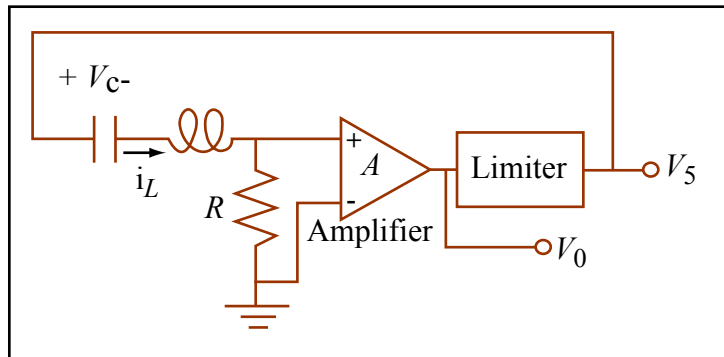 + Vc-
iL
R
+
A
-
Amplifier
Limiter
V5
V0